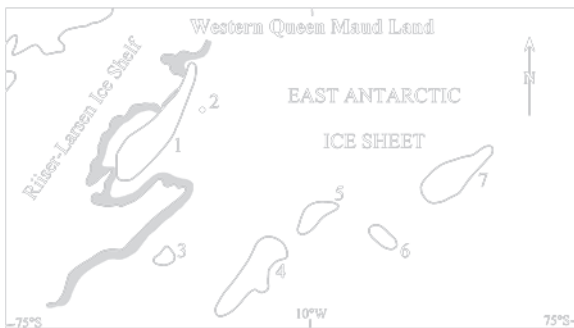 Western Queen Maud Land
Riiser-Larsen Ice Shelf
EAST ANTARCTIC
ICE SHEET
N
1
2
3
4
5
6
7
75°S
10°W
75°S